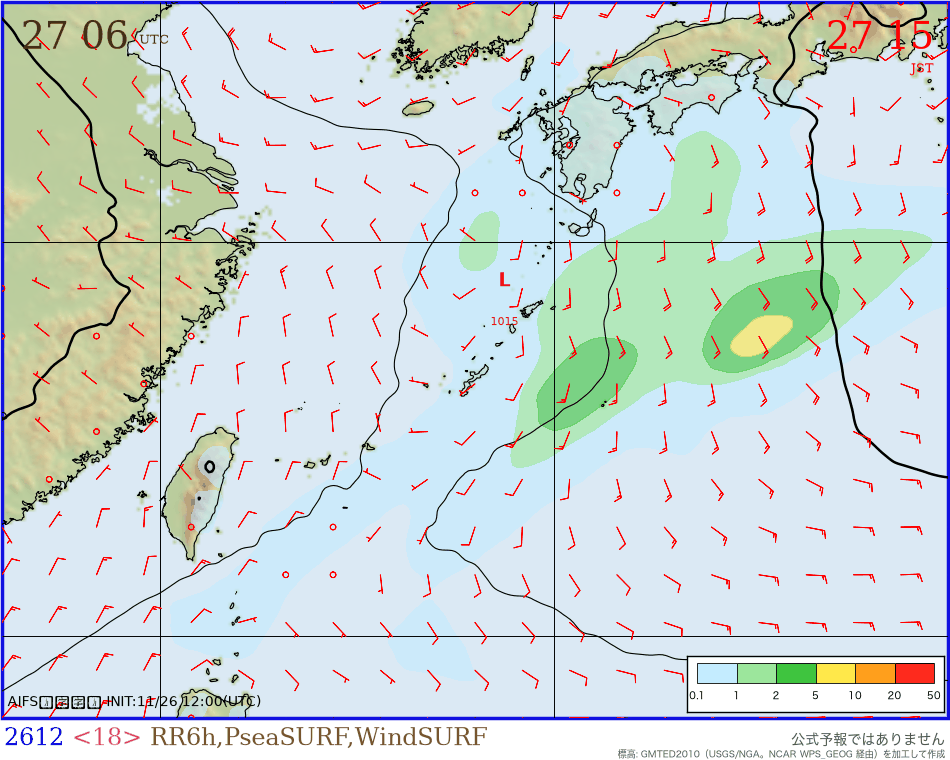 27 06 UTC
27 15 JST
L
1015
AIFS INIT:11/26 12:00(UTC)
0.1 1 2 5 10 20 50
2612 <18> RR6h,PseaSURF,WindSURF
公式予報ではありません
標高: GMTED2010（USGS/NGA。NCAR WPS_GEOG 経由）を加工して作成